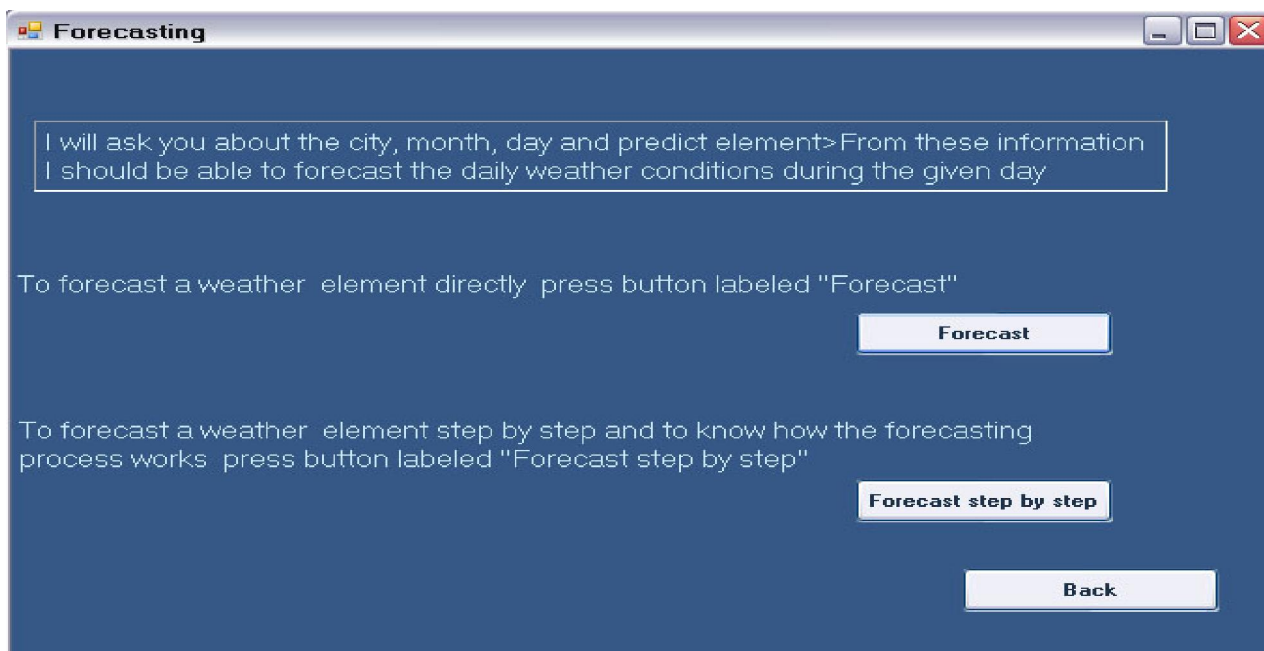 Forecasting
I will ask you about the city, month, day and predict element>From these information
I should be able to forecast the daily weather conditions during the given day
To forecast a weather element directly press button labeled "Forecast"
Forecast
To forecast a weather element step by step and to know how the forecasting
process works press button labeled "Forecast step by step"
Forecast step by step
Back